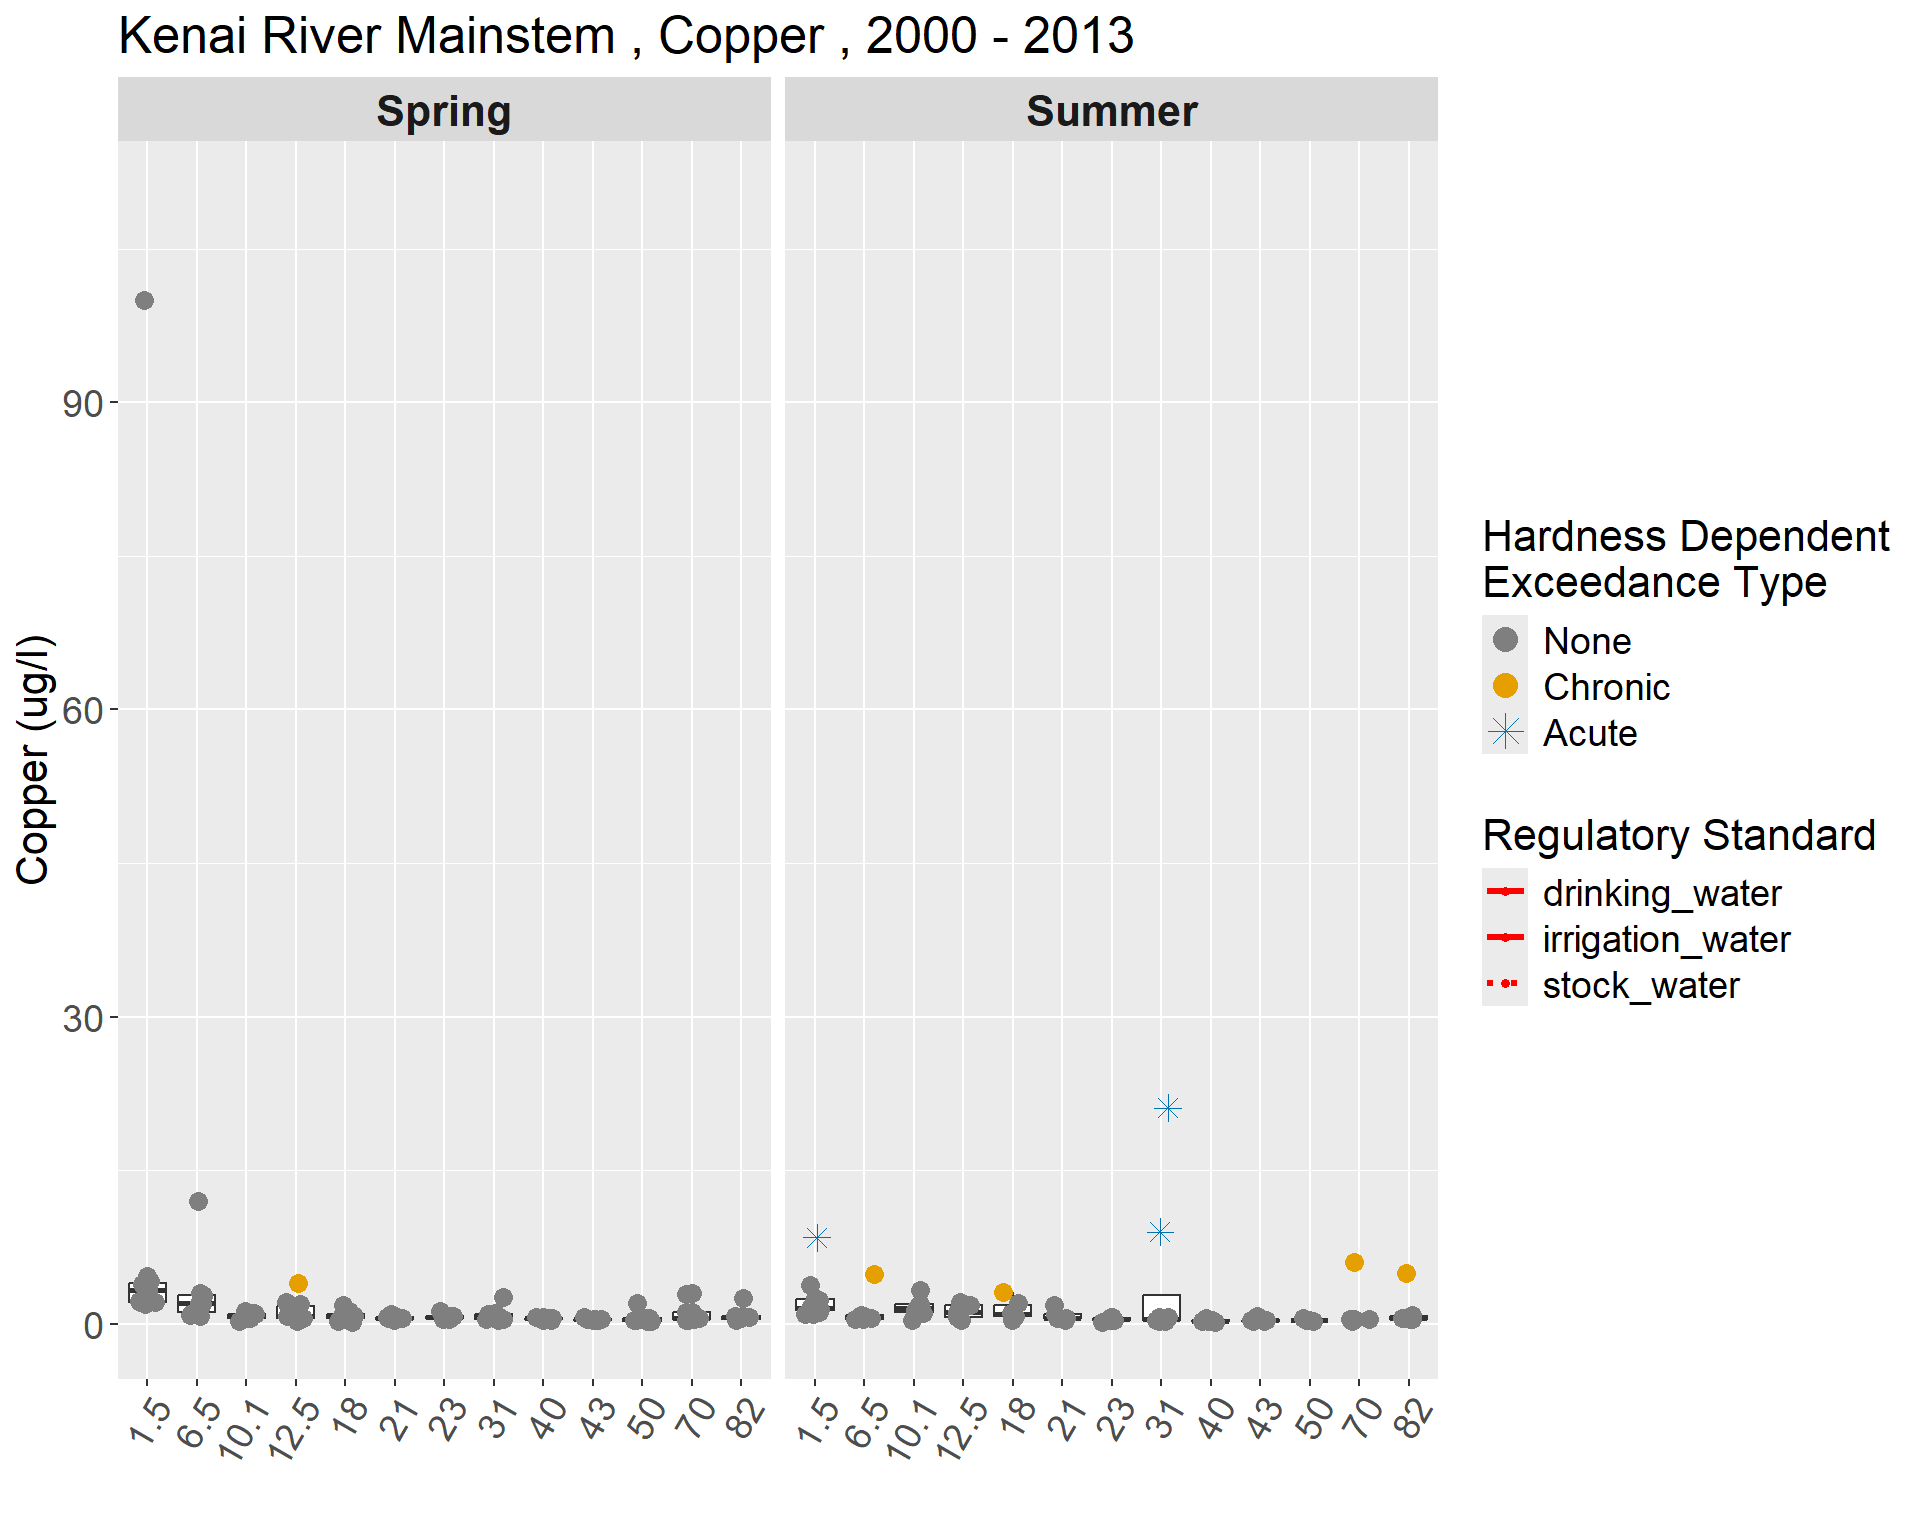 Kenai River Mainstem , Copper , 2000 - 2013
Spring
Summer
Copper (ug/l)
90
60
30
0
1.5 6.5 10.1 12.5 18 21 23 31 40 43 50 70 82
1.5 6.5 10.1 12.5 18 21 23 31 40 43 50 70 82
Hardness Dependent
Exceedance Type
None
Chronic
Acute
Regulatory Standard
drinking_water
irrigation_water
stock_water